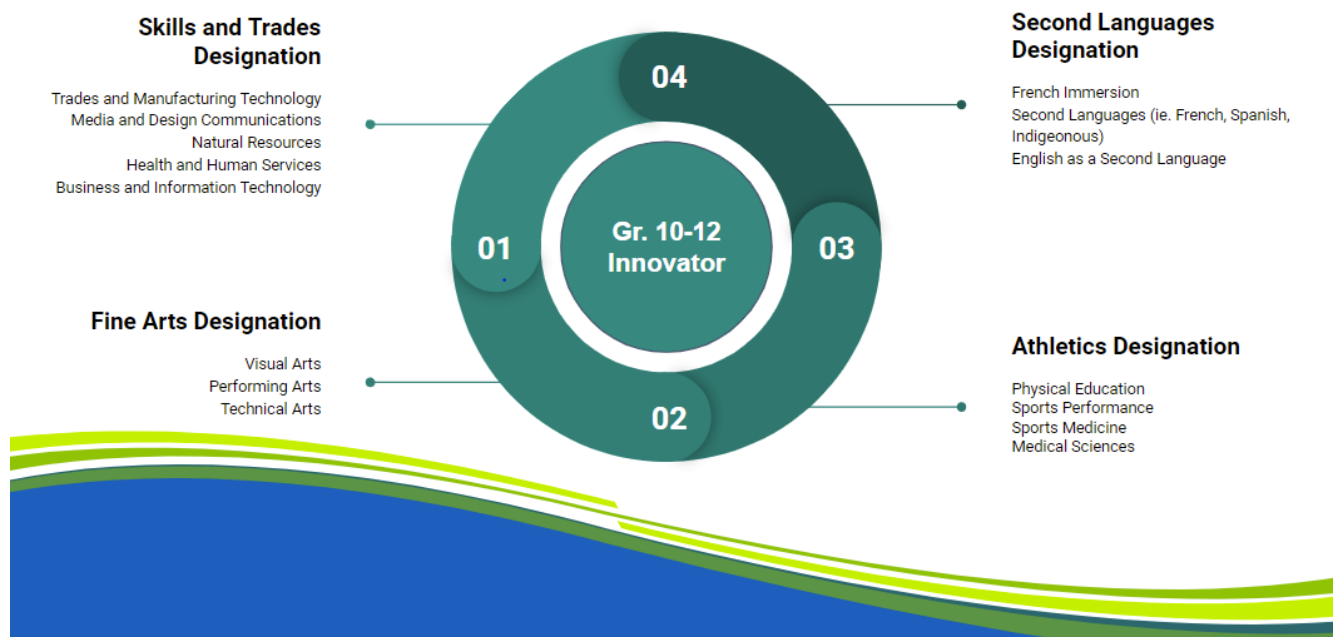 Skills and Trades
Designation
Trades and Manufacturing Technology
Media and Design Communications
Natural Resources
Health and Human Services
Business and Information Technology
Fine Arts Designation
Visual Arts
Performing Arts
Technical Arts
04
01
Gr. 10-12
Innovator
03
02
Second Languages
Designation
French Immersion
Second Languages (ie. French, Spanish,
Indigeonous)
English as a Second Language
Athletics Designation
Physical Education
Sports Performance
Sports Medicine
Medical Sciences